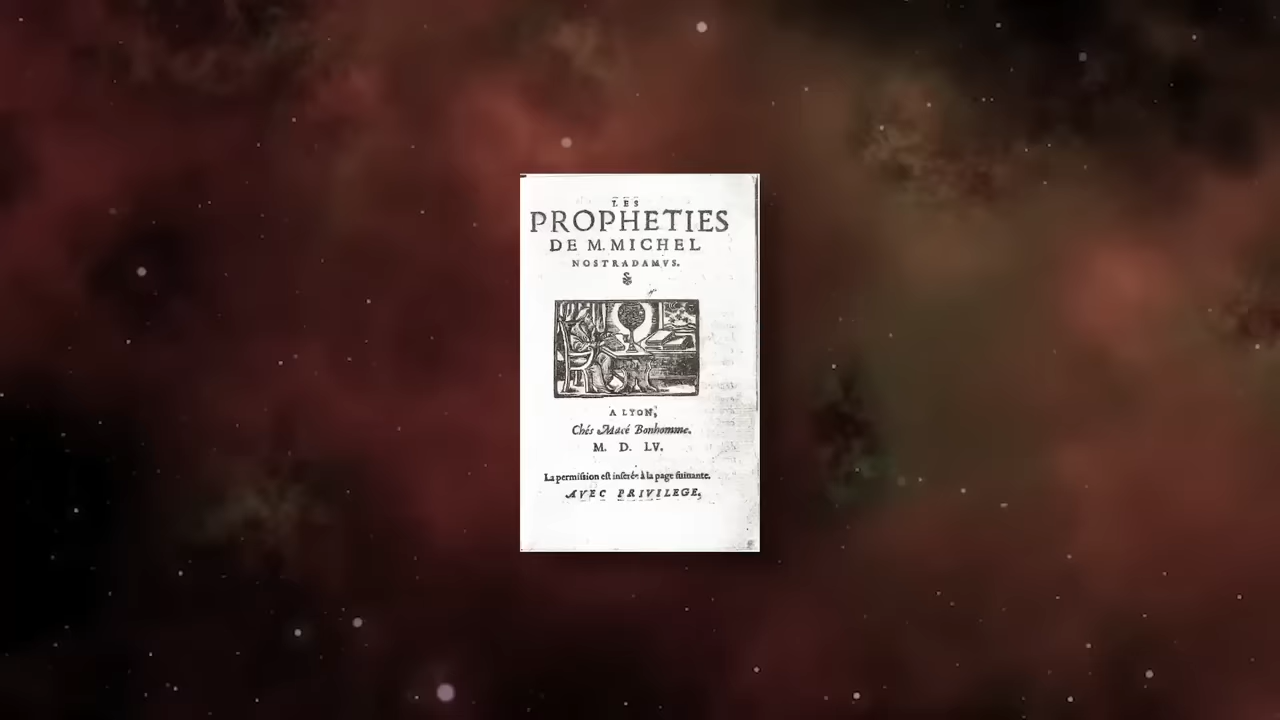 LES
PROPHETIES
DE M. MICHEL
NOSTRADAMVS.
A LYON,
Chés Macé Bonhomme.
M. D. LV.
La permission est inserée à la page suiuante.
AVEC PRIVILEGE.